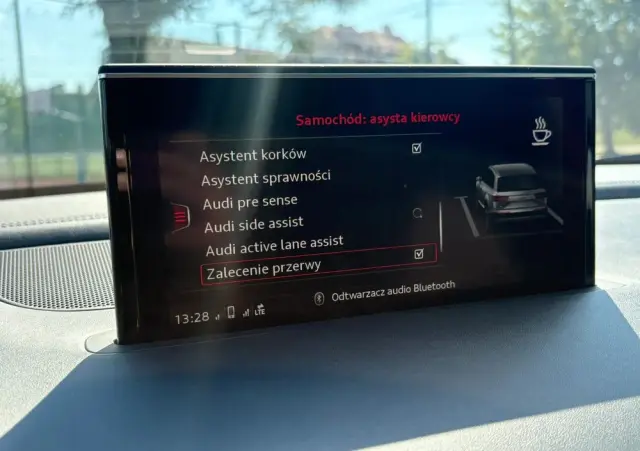 Samochód: asysta kierowcy
Asystent korków
Asystent sprawności
Audi pre sense
Audi side assist
Audi active lane assist
Zalecenie przerwy
Odtwarzacz audio Bluetooth
13:28
LTE